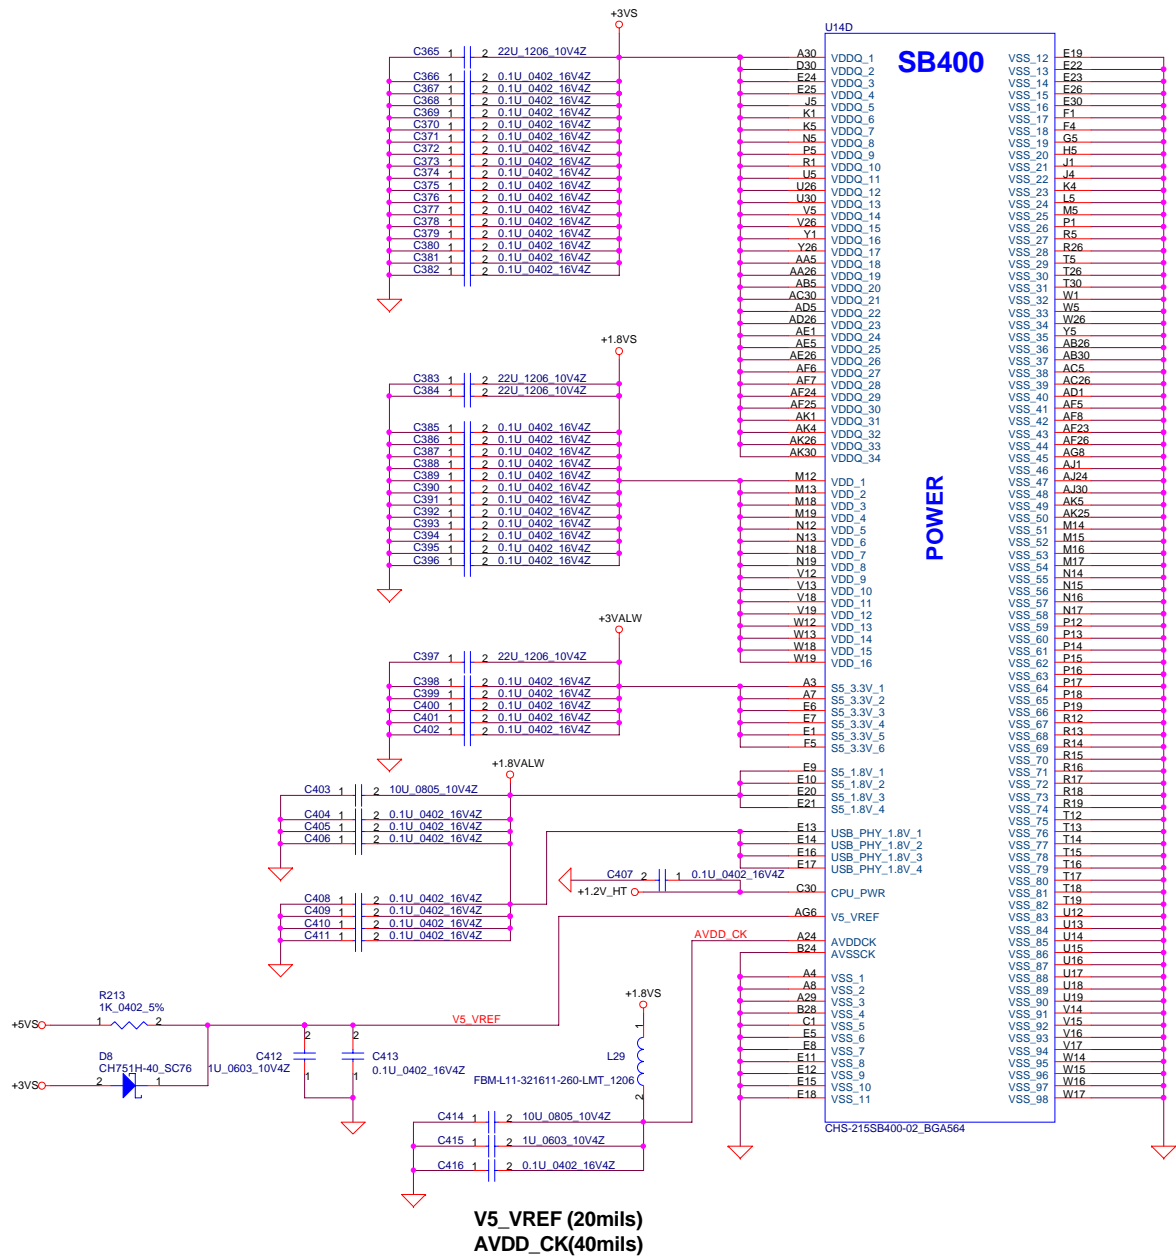 +3VS
C365 1 2 22U_1206_10V4Z
C366 1 2 0.1U_0402_16V4Z
C367 1 2 0.1U_0402_16V4Z
C368 1 2 0.1U_0402_16V4Z
C369 1 2 0.1U_0402_16V4Z
C370 1 2 0.1U_0402_16V4Z
C371 1 2 0.1U_0402_16V4Z
C372 1 2 0.1U_0402_16V4Z
C373 1 2 0.1U_0402_16V4Z
C374 1 2 0.1U_0402_16V4Z
C375 1 2 0.1U_0402_16V4Z
C376 1 2 0.1U_0402_16V4Z
C377 1 2 0.1U_0402_16V4Z
C378 1 2 0.1U_0402_16V4Z
C379 1 2 0.1U_0402_16V4Z
C380 1 2 0.1U_0402_16V4Z
C381 1 2 0.1U_0402_16V4Z
C382 1 2 0.1U_0402_16V4Z
+1.8VS
C383 1 2 22U_1206_10V4Z
C384 1 2 22U_1206_10V4Z
C385 1 2 0.1U_0402_16V4Z
C386 1 2 0.1U_0402_16V4Z
C387 1 2 0.1U_0402_16V4Z
C388 1 2 0.1U_0402_16V4Z
C389 1 2 0.1U_0402_16V4Z
C390 1 2 0.1U_0402_16V4Z
C391 1 2 0.1U_0402_16V4Z
C392 1 2 0.1U_0402_16V4Z
C393 1 2 0.1U_0402_16V4Z
C394 1 2 0.1U_0402_16V4Z
C395 1 2 0.1U_0402_16V4Z
C396 1 2 0.1U_0402_16V4Z
+3VALW
C397 1 2 22U_1206_10V4Z
C398 1 2 0.1U_0402_16V4Z
C399 1 2 0.1U_0402_16V4Z
C400 1 2 0.1U_0402_16V4Z
C401 1 2 0.1U_0402_16V4Z
C402 1 2 0.1U_0402_16V4Z
+1.8VALW
C403 1 2 10U_0805_10V4Z
C404 1 2 0.1U_0402_16V4Z
C405 1 2 0.1U_0402_16V4Z
C406 1 2 0.1U_0402_16V4Z
C407 2 1 0.1U_0402_16V4Z
+1.2V_HT
C408 1 2 0.1U_0402_16V4Z
C409 1 2 0.1U_0402_16V4Z
C410 1 2 0.1U_0402_16V4Z
C411 1 2 0.1U_0402_16V4Z
AVDD_CK
R213
1K_0402_5%
+5VS 1 2
V5_VREF
D8
CH751H-40_SC76
+3VS 2 1
2
C412
1U_0603_10V4Z
1
2
C413
0.1U_0402_16V4Z
1
+1.8VS
1
L29
FBM-L11-321611-260-LMT_1206
2
C414 1 2 10U_0805_10V4Z
C415 1 2 1U_0603_10V4Z
C416 1 2 0.1U_0402_16V4Z
U14D
SB400
POWER
A30 VDDQ_1
D30 VDDQ_2
E24 VDDQ_3
E25 VDDQ_4
J5 VDDQ_5
K1 VDDQ_6
K5 VDDQ_7
N5 VDDQ_8
P5 VDDQ_9
R1 VDDQ_10
U5 VDDQ_11
U26 VDDQ_12
U30 VDDQ_13
V5 VDDQ_14
V26 VDDQ_15
Y1 VDDQ_16
Y26 VDDQ_17
AA5 VDDQ_18
AA26 VDDQ_19
AB5 VDDQ_20
AC30 VDDQ_21
AD5 VDDQ_22
AD26 VDDQ_23
AE1 VDDQ_24
AE5 VDDQ_25
AE26 VDDQ_26
AF6 VDDQ_27
AF7 VDDQ_28
AF24 VDDQ_29
AF25 VDDQ_30
AK1 VDDQ_31
AK4 VDDQ_32
AK26 VDDQ_33
AK30 VDDQ_34
M12 VDD_1
M13 VDD_2
M18 VDD_3
M19 VDD_4
N12 VDD_5
N13 VDD_6
N18 VDD_7
N19 VDD_8
V12 VDD_9
V13 VDD_10
V18 VDD_11
V19 VDD_12
W12 VDD_13
W13 VDD_14
W18 VDD_15
W19 VDD_16
A3 S5_3.3V_1
A7 S5_3.3V_2
E6 S5_3.3V_3
E7 S5_3.3V_4
E1 S5_3.3V_5
F5 S5_3.3V_6
E9 S5_1.8V_1
E10 S5_1.8V_2
E20 S5_1.8V_3
E21 S5_1.8V_4
E13 USB_PHY_1.8V_1
E14 USB_PHY_1.8V_2
E16 USB_PHY_1.8V_3
E17 USB_PHY_1.8V_4
C30 CPU_PWR
AG6 V5_VREF
A24 AVDDCK
B24 AVSSCK
A4 VSS_1
A8 VSS_2
A29 VSS_3
B28 VSS_4
C1 VSS_5
E5 VSS_6
E8 VSS_7
E11 VSS_8
E12 VSS_9
E15 VSS_10
E18 VSS_11
VSS_12 E19
VSS_13 E22
VSS_14 E23
VSS_15 E26
VSS_16 E30
VSS_17 F1
VSS_18 F4
VSS_19 G5
VSS_20 H5
VSS_21 J1
VSS_22 J4
VSS_23 K4
VSS_24 L5
VSS_25 M5
VSS_26 P1
VSS_27 R5
VSS_28 R26
VSS_29 T5
VSS_30 T26
VSS_31 T30
VSS_32 W1
VSS_33 W5
VSS_34 W26
VSS_35 Y5
VSS_36 AB26
VSS_37 AB30
VSS_38 AC5
VSS_39 AC26
VSS_40 AD1
VSS_41 AF5
VSS_42 AF8
VSS_43 AF23
VSS_44 AF26
VSS_45 AG8
VSS_46 AJ1
VSS_47 AJ24
VSS_48 AJ30
VSS_49 AK5
VSS_50 AK25
VSS_51 M14
VSS_52 M15
VSS_53 M16
VSS_54 M17
VSS_55 N14
VSS_56 N15
VSS_57 N16
VSS_58 N17
VSS_59 P12
VSS_60 P13
VSS_61 P14
VSS_62 P15
VSS_63 P16
VSS_64 P17
VSS_65 P18
VSS_66 P19
VSS_67 R12
VSS_68 R13
VSS_69 R14
VSS_70 R15
VSS_71 R16
VSS_72 R17
VSS_73 R18
VSS_74 R19
VSS_75 T12
VSS_76 T13
VSS_77 T14
VSS_78 T15
VSS_79 T16
VSS_80 T17
VSS_81 T18
VSS_82 T19
VSS_83 U12
VSS_84 U13
VSS_85 U14
VSS_86 U15
VSS_87 U16
VSS_88 U17
VSS_89 U18
VSS_90 U19
VSS_91 V14
VSS_92 V15
VSS_93 V16
VSS_94 V17
VSS_95 W14
VSS_96 W15
VSS_97 W16
VSS_98 W17
CHS-215SB400-02_BGA564
V5_VREF (20mils)
AVDD_CK(40mils)